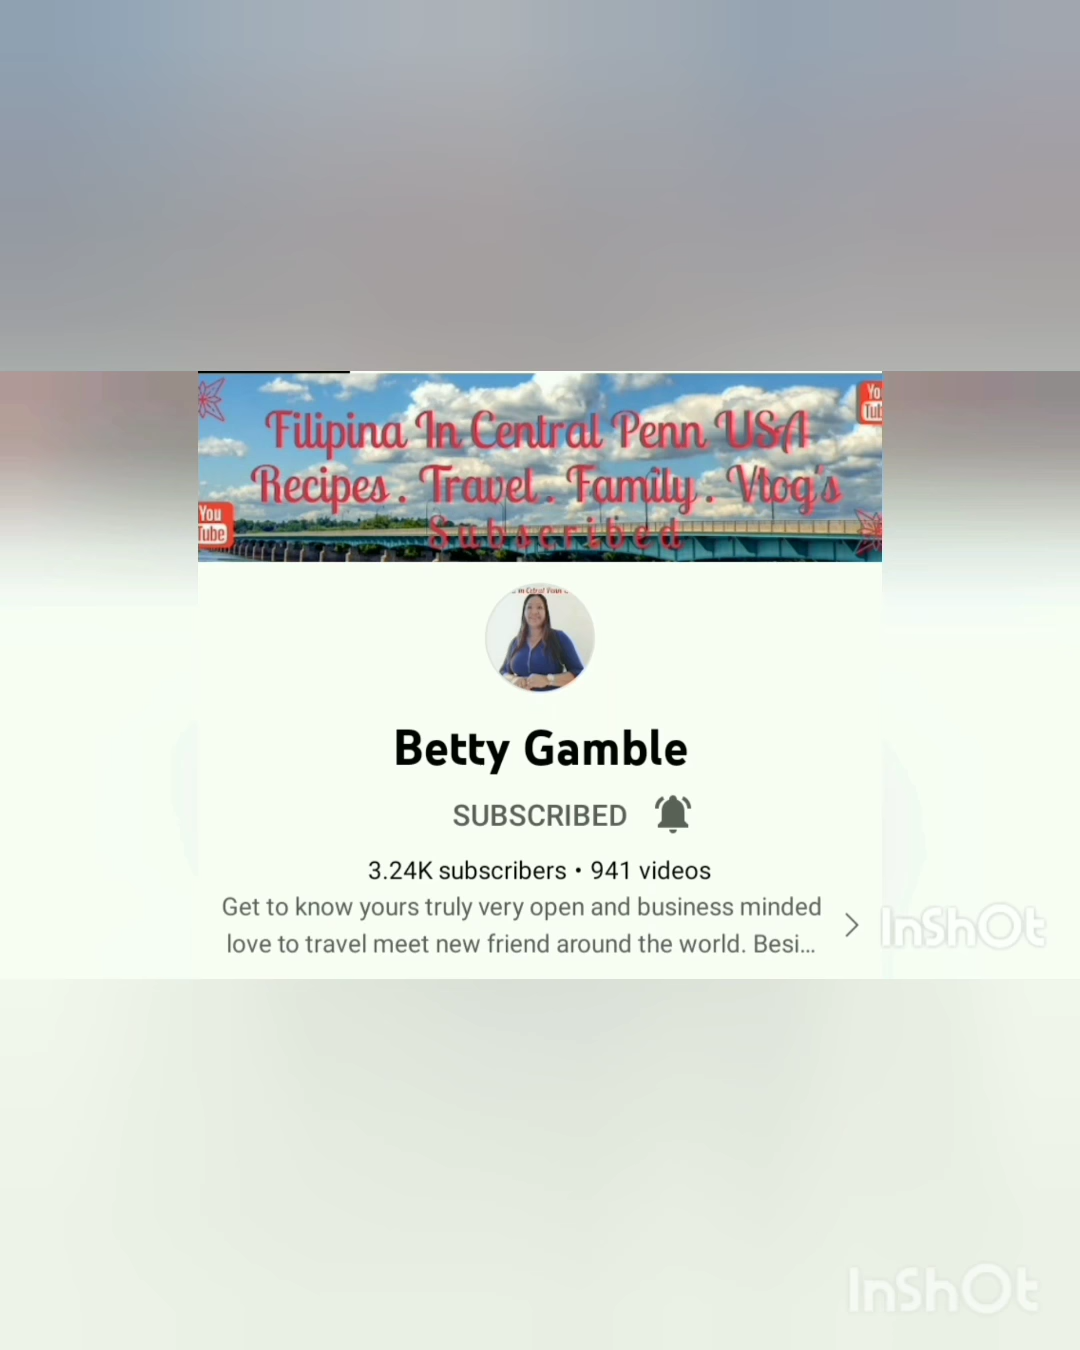 Filipina In Central Penn USA
You Tube
Recipes . Travel . Family . Vlog's
You Tube
Subscribed
Betty Gamble
SUBSCRIBED
3.24K subscribers • 941 videos
Get to know yours truly very open and business minded
love to travel meet new friend around the world. Besi...
InShOt
InShOt